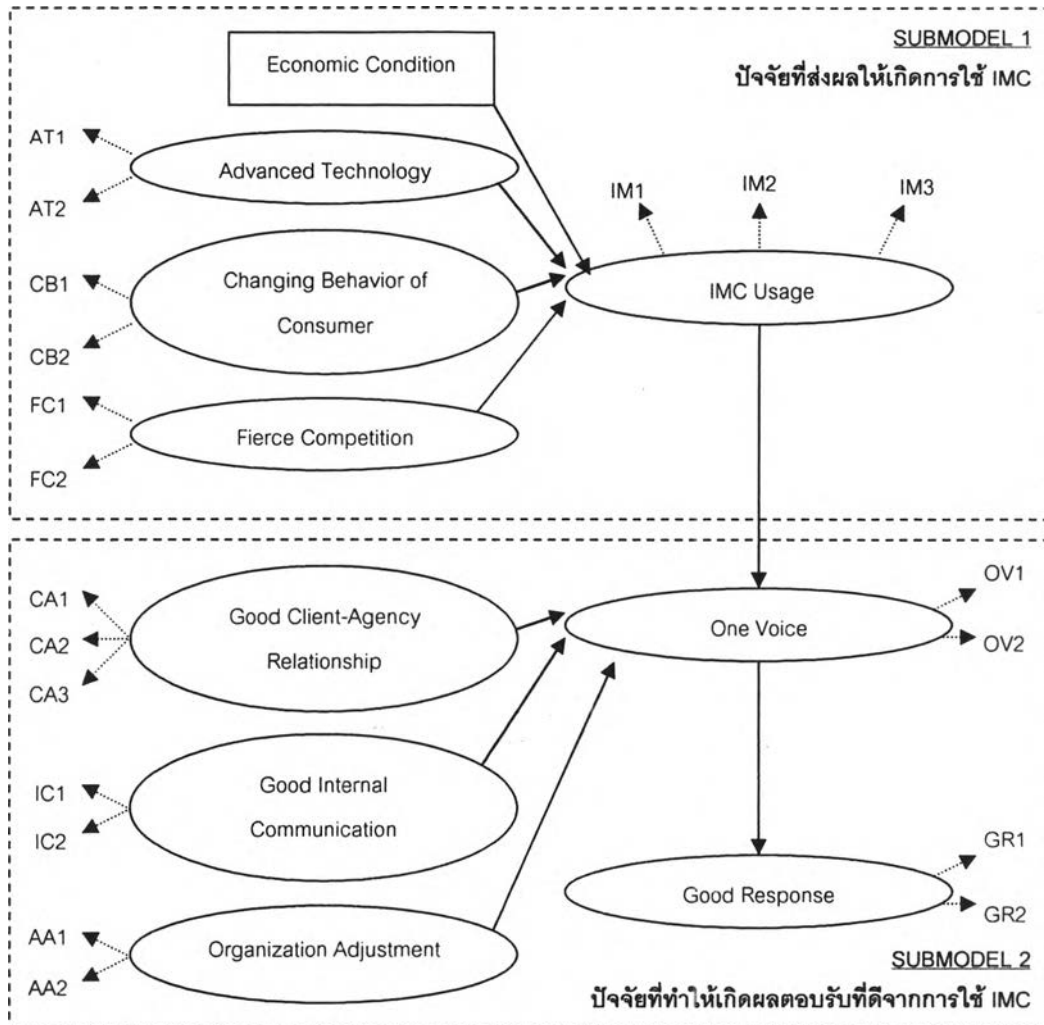 SUBMODEL 1
ปัจจัยที่ส่งผลให้เกิดการใช้ IMC
Economic Condition
AT1
Advanced Technology
AT2
IM1
IM2
IM3
CB1
Changing Behavior of
Consumer
CB2
IMC Usage
FC1
Fierce Competition
FC2
CA1
Good Client-Agency
CA2
Relationship
CA3
OV1
One Voice
OV2
IC1
Good Internal
IC2
Communication
GR1
Good Response
GR2
AA1
Organization Adjustment
AA2
SUBMODEL 2
ปัจจัยที่ทำให้เกิดผลตอบรับที่ดีจากการใช้ IMC